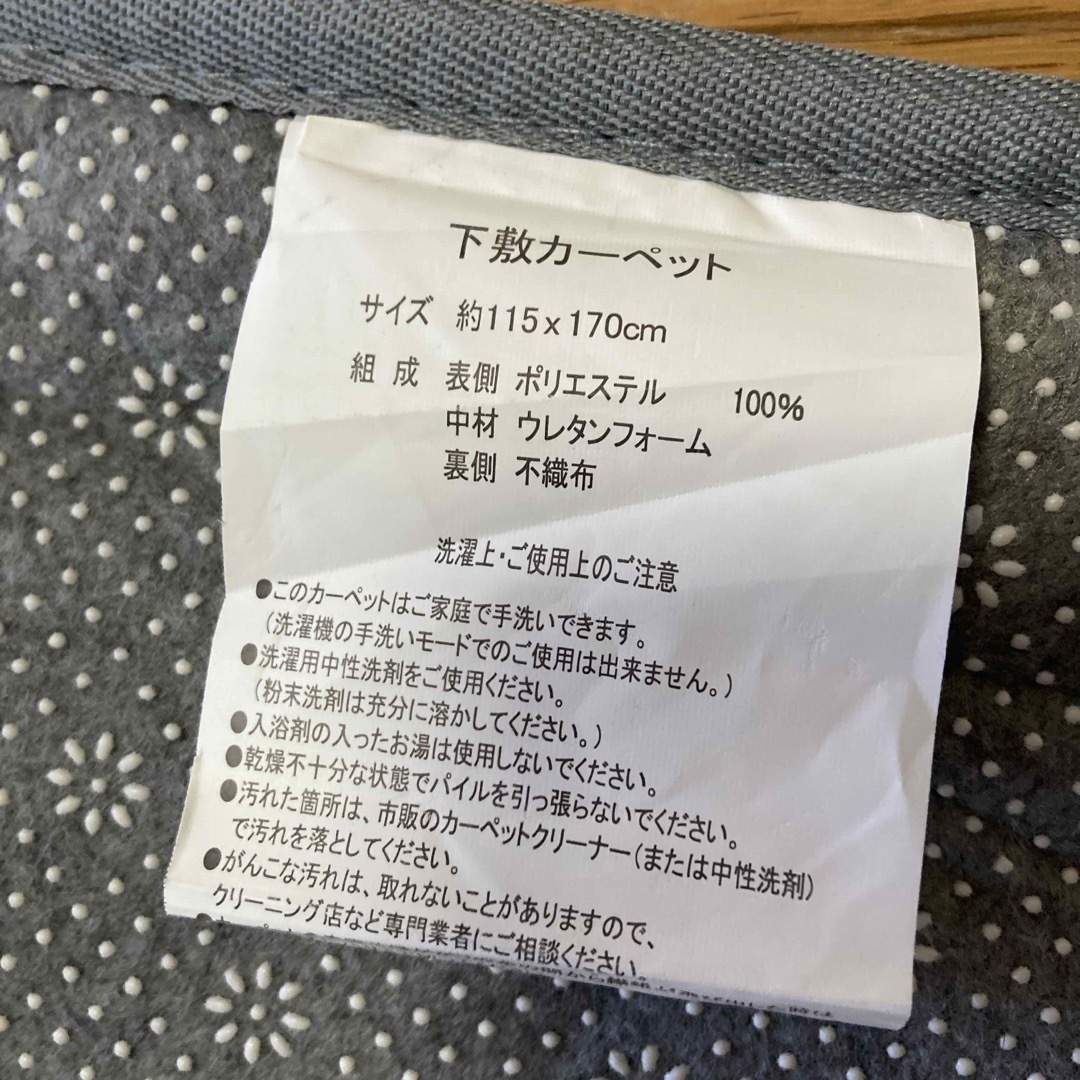 下敷カーペット
サイズ 約115x170cm
組成 表側 ポリエステル 100%
中材 ウレタンフォーム
裏側 不織布
洗濯上・ご使用上のご注意
●このカーペットはご家庭で手洗いできます。
(洗濯機の手洗いモードでのご使用は出来ません。)
●洗濯用中性洗剤をご使用ください。
(粉末洗剤は充分に溶かしてください。)
●入浴剤の入ったお湯は使用しないでください。
●乾燥不十分な状態でパイルを引っ張らないでください。
●汚れた箇所は、市販のカーペットクリーナー(または中性洗剤)
で汚れを落としてください。
●がんこな汚れは、取れないことがありますので、
クリーニング店など専門業者にご相談ください。